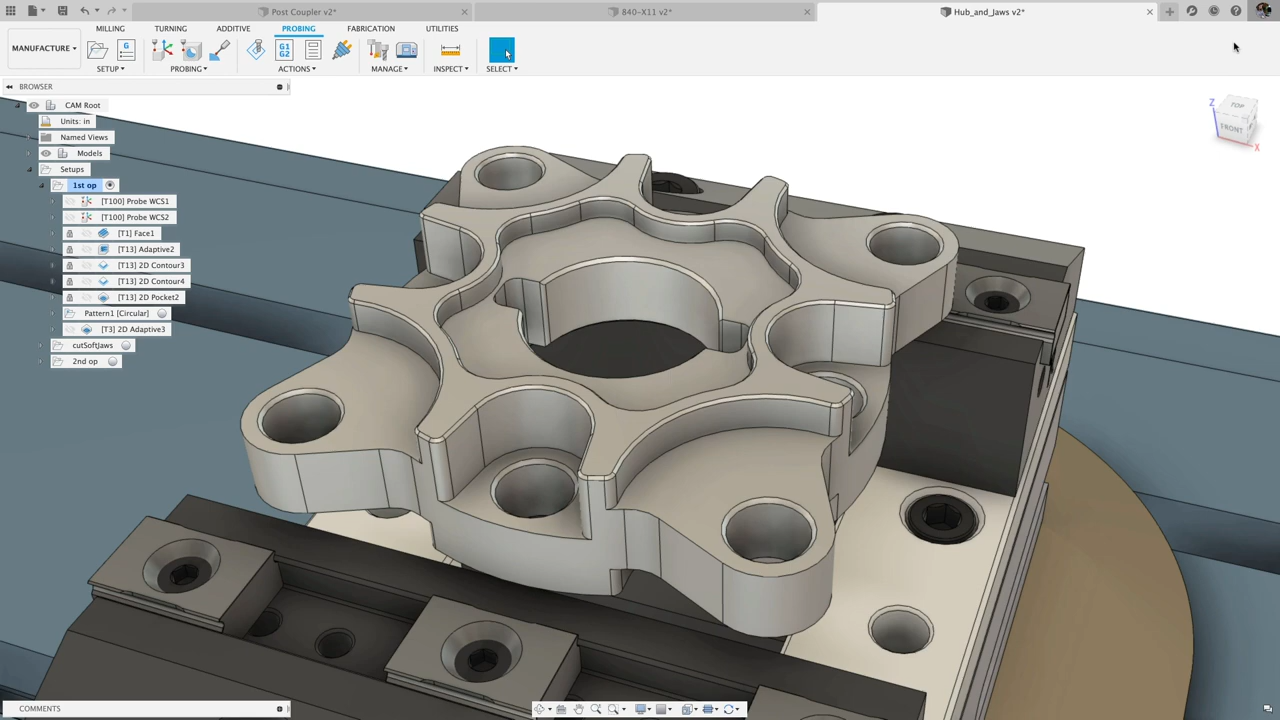 Post Coupler v2*
840-X11 v2*
Hub_and_Jaws v2*
MILLING
TURNING
ADDITIVE
PROBING
FABRICATION
UTILITIES
MANUFACTURE
G1
G2
SETUP
PROBING
ACTIONS
MANAGE
INSPECT
SELECT
BROWSER
CAM Root
Units: in
Named Views
Models
Setups
1st op
[T100] Probe WCS1
[T100] Probe WCS2
[T1] Face1
[T13] Adaptive2
[T13] 2D Contour3
[T13] 2D Contour4
[T13] 2D Pocket2
Pattern1 [Circular]
[T3] 2D Adaptive3
cutSoftJaws
2nd op
Z
TOP
FRONT
X
COMMENTS